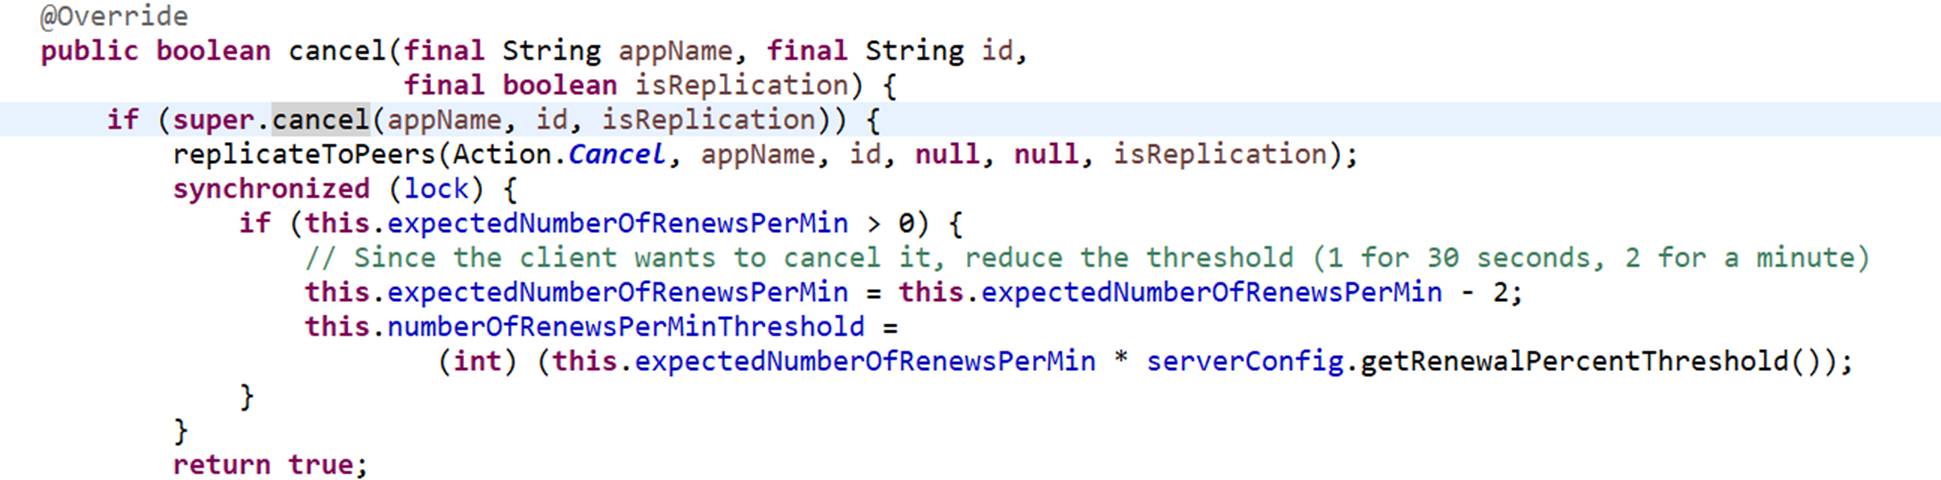 @Override
public boolean cancel(final String appName, final String id,
                      final boolean isReplication) {
    if (super.cancel(appName, id, isReplication)) {
        replicateToPeers(Action.Cancel, appName, id, null, null, isReplication);
        synchronized (lock) {
            if (this.expectedNumberOfRenewsPerMin > 0) {
                // Since the client wants to cancel it, reduce the threshold (1 for 30 seconds, 2 for a minute)
                this.expectedNumberOfRenewsPerMin = this.expectedNumberOfRenewsPerMin - 2;
                this.numberOfRenewsPerMinThreshold =
                        (int) (this.expectedNumberOfRenewsPerMin * serverConfig.getRenewalPercentThreshold());
            }
        }
        return true;